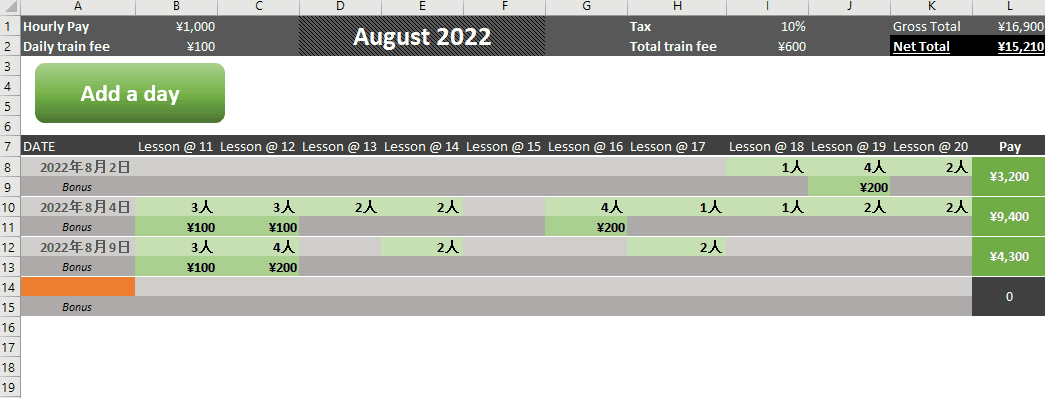 A B C D E F G H I J K L
1 Hourly Pay ¥1,000 August 2022 Tax 10% Gross Total ¥16,900
2 Daily train fee ¥100 Total train fee ¥600 Net Total ¥15,210
3
4 Add a day
5
6
7 DATE Lesson @ 11 Lesson @ 12 Lesson @ 13 Lesson @ 14 Lesson @ 15 Lesson @ 16 Lesson @ 17 Lesson @ 18 Lesson @ 19 Lesson @ 20 Pay
8 2022年8月2日 1人 4人 2人 ¥3,200
9 Bonus ¥200
10 2022年8月4日 3人 3人 2人 2人 4人 1人 1人 2人 2人 ¥9,400
11 Bonus ¥100 ¥100 ¥200
12 2022年8月9日 3人 4人 2人 2人 ¥4,300
13 Bonus ¥100 ¥200
14 0
15 Bonus
16
17
18
19